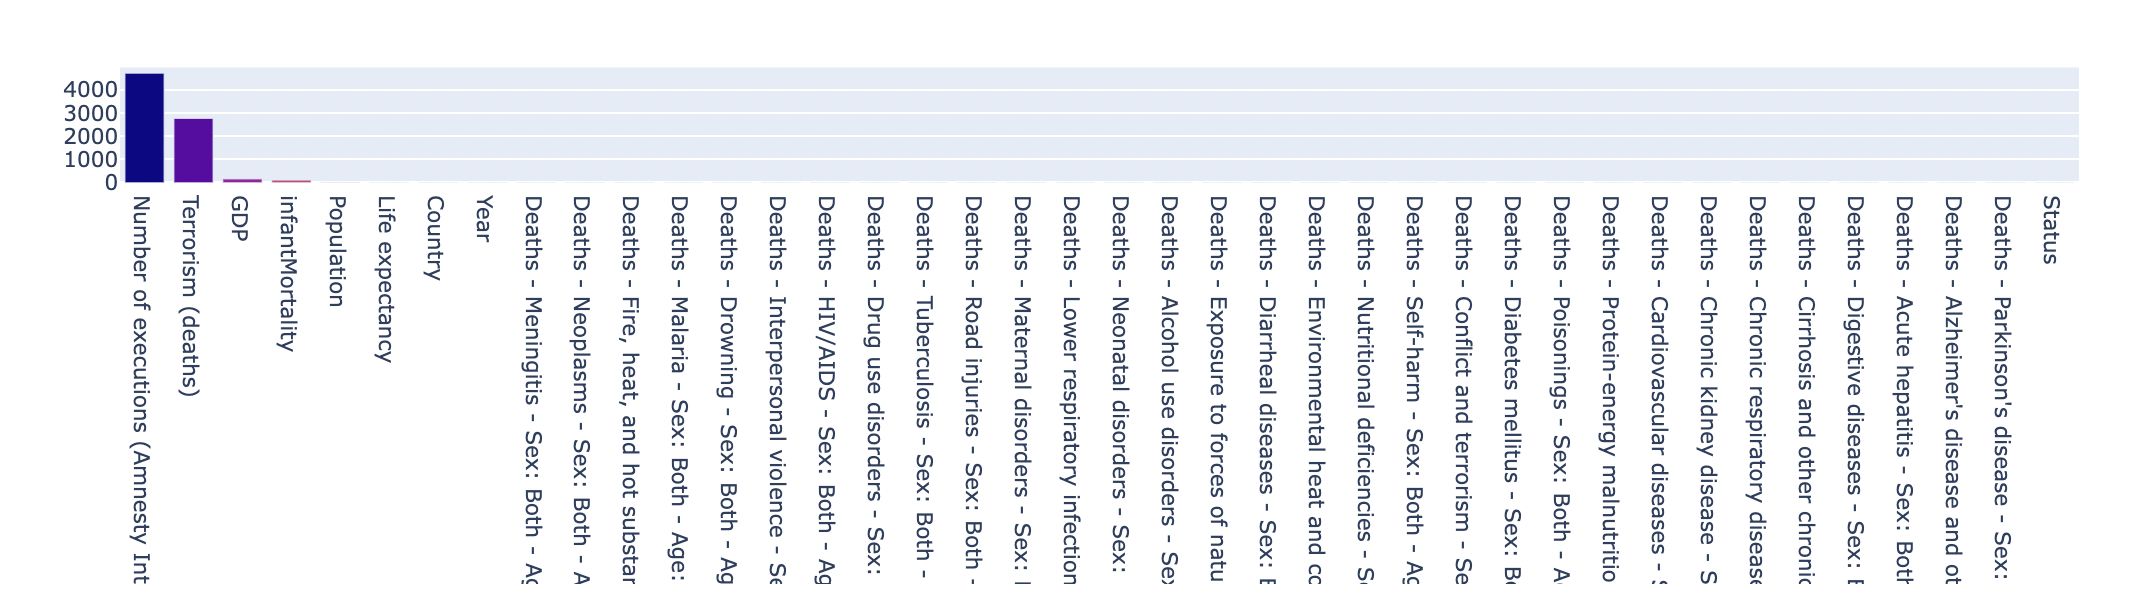 4000
3000
2000
1000
0
Number of executions (Amnesty Int
Terrorism (deaths)
GDP
infantMortality
Population
Life expectancy
Country
Year
Deaths - Meningitis - Sex: Both - Ag
Deaths - Neoplasms - Sex: Both - A
Deaths - Fire, heat, and hot substan
Deaths - Malaria - Sex: Both - Age:
Deaths - Drowning - Sex: Both - Ag
Deaths - Interpersonal violence - Se
Deaths - HIV/AIDS - Sex: Both - Ag
Deaths - Drug use disorders - Sex:
Deaths - Tuberculosis - Sex: Both -
Deaths - Road injuries - Sex: Both -
Deaths - Maternal disorders - Sex:
Deaths - Lower respiratory infection
Deaths - Neonatal disorders - Sex:
Deaths - Alcohol use disorders - Sex
Deaths - Exposure to forces of natu
Deaths - Diarrheal diseases - Sex:
Deaths - Environmental heat and co
Deaths - Nutritional deficiencies - Se
Deaths - Self-harm - Sex: Both - Ag
Deaths - Conflict and terrorism - Se
Deaths - Diabetes mellitus - Sex: Bo
Deaths - Poisonings - Sex: Both - A
Deaths - Protein-energy malnutritio
Deaths - Cardiovascular diseases -
Deaths - Chronic kidney disease - S
Deaths - Chronic respiratory disease
Deaths - Cirrhosis and other chronic
Deaths - Digestive diseases - Sex:
Deaths - Acute hepatitis - Sex: Both
Deaths - Alzheimer's disease and ot
Deaths - Parkinson's disease - Sex:
Status